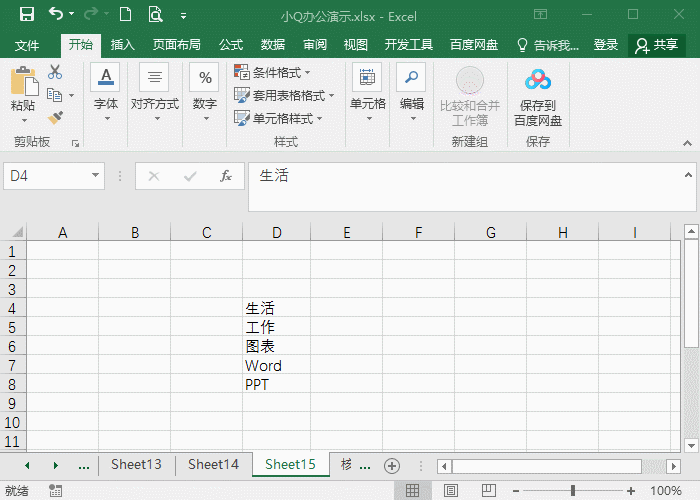 小Q办公演示.xlsx - Excel
文件 开始 插入 页面布局 公式 数据 审阅 视图 开发工具 百度网盘 告诉我... 登录 共享
粘贴 字体 对齐方式 数字 条件格式 套用表格格式 单元格样式 单元格 编辑 比较和合并工作簿 保存到百度网盘
剪贴板 样式 新建组 保存
D4 fx 生活
A B C D E F G H I
1
2
3
4 生活
5 工作
6 图表
7 Word
8 PPT
9
10
11
... Sheet13 Sheet14 Sheet15 ...
就绪 100%